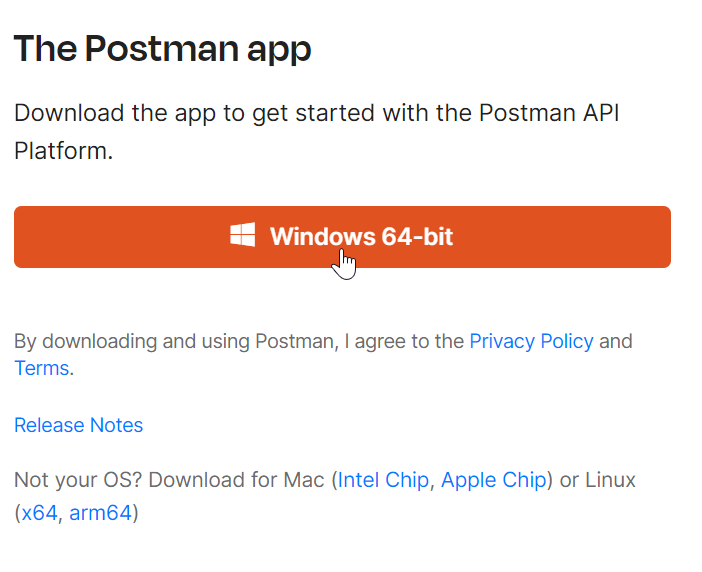 The Postman app
Download the app to get started with the Postman API
Platform.
Windows 64-bit
By downloading and using Postman, I agree to the Privacy Policy and
Terms.
Release Notes
Not your OS? Download for Mac (Intel Chip, Apple Chip) or Linux
(x64, arm64)